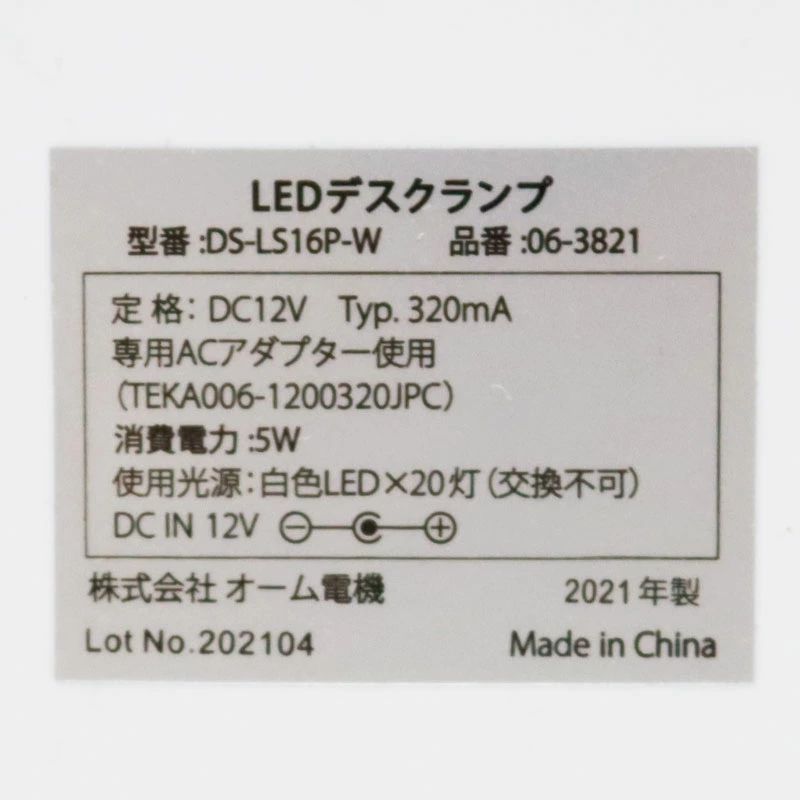 LEDデスクランプ
型番:DS-LS16P-W 品番:06-3821
定格: DC12V Typ. 320mA
専用ACアダプター使用
(TEKA006-1200320JPC)
消費電力:5W
使用光源:白色LED×20灯(交換不可)
DC IN 12V
株式会社 オーム電機 2021年製
Lot No.202104 Made in China